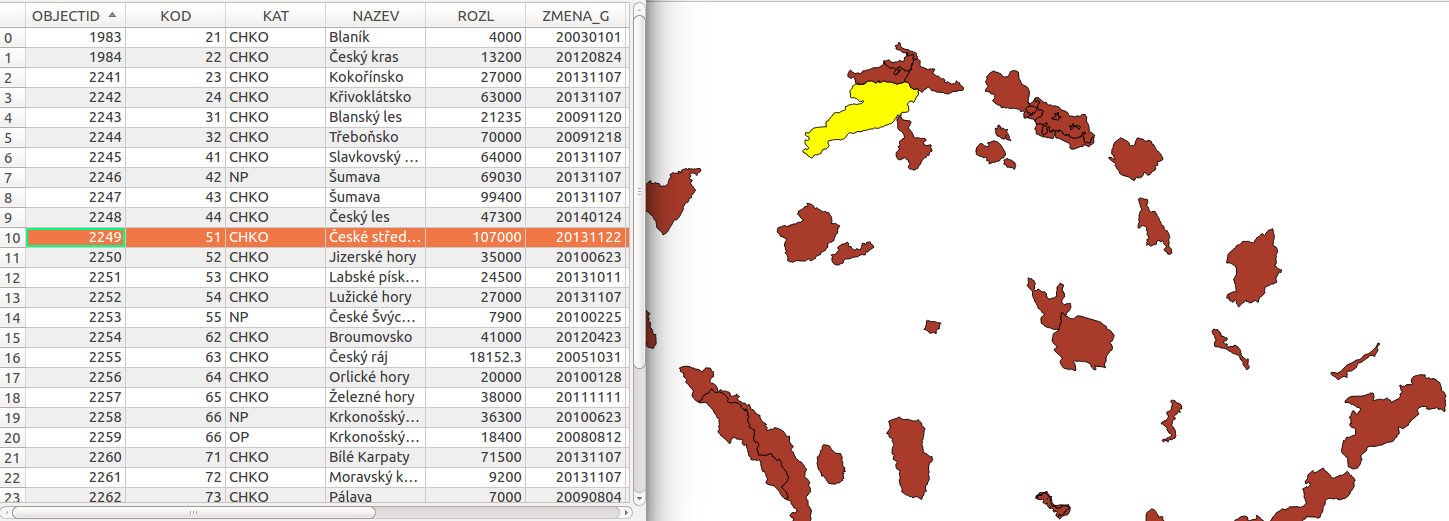 OBJECTID KOD KAT NAZEV ROZL ZMENA_G
0 1983 21 CHKO Blaník 4000 20030101
1 1984 22 CHKO Český kras 13200 20120824
2 2241 23 CHKO Kokořínsko 27000 20131107
3 2242 24 CHKO Křivoklátsko 63000 20131107
4 2243 31 CHKO Blanský les 21235 20091120
5 2244 32 CHKO Třeboňsko 70000 20091218
6 2245 41 CHKO Slavkovský ... 64000 20131107
7 2246 42 NP Šumava 69030 20131107
8 2247 43 CHKO Šumava 99400 20131107
9 2248 44 CHKO Český les 47300 20140124
10 2249 51 CHKO České střed... 107000 20131122
11 2250 52 CHKO Jizerské hory 35000 20100623
12 2251 53 CHKO Labské písk... 24500 20131011
13 2252 54 CHKO Lužické hory 27000 20131107
14 2253 55 NP České Švýc... 7900 20100225
15 2254 62 CHKO Broumovsko 41000 20120423
16 2255 63 CHKO Český ráj 18152.3 20051031
17 2256 64 CHKO Orlické hory 20000 20100128
18 2257 65 CHKO Železné hory 38000 20111111
19 2258 66 NP Krkonošský... 36300 20100623
20 2259 66 OP Krkonošský... 18400 20080812
21 2260 71 CHKO Bílé Karpaty 71500 20131107
22 2261 72 CHKO Moravský k... 9200 20131107
23 2262 73 CHKO Pálava 7000 20090804